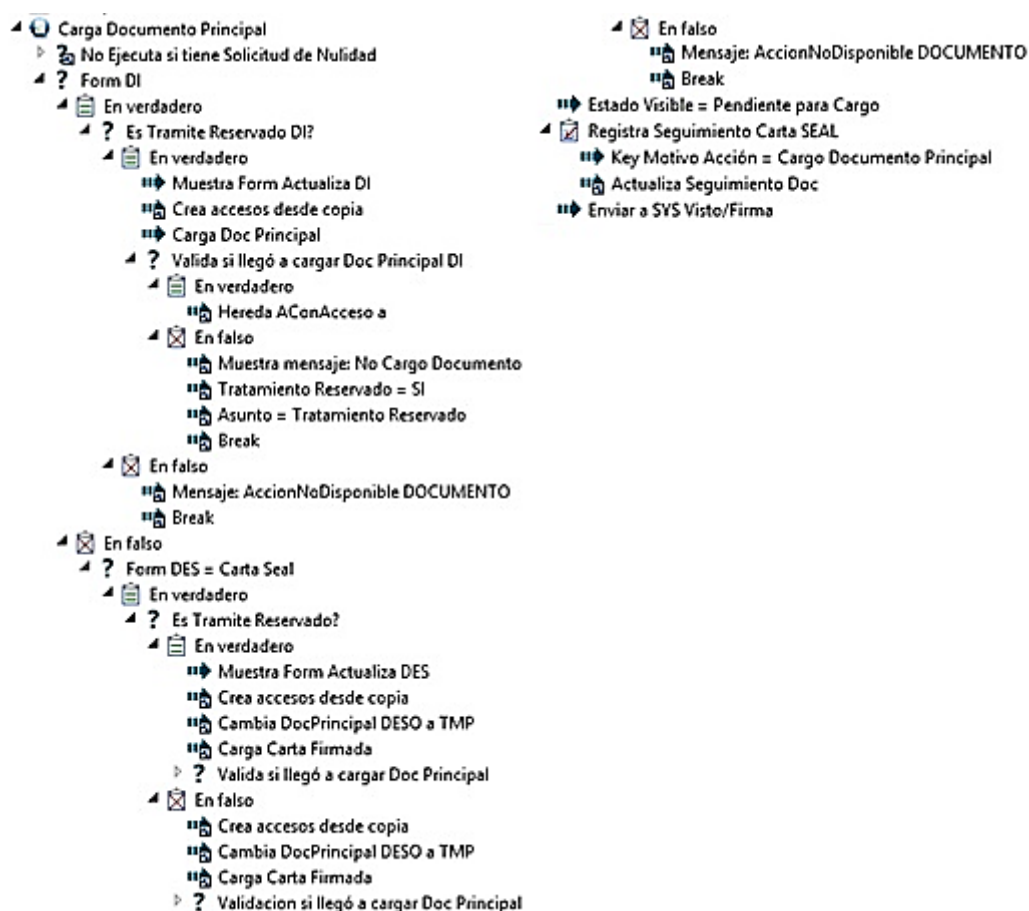 Carga Documento Principal
No Ejecuta si tiene Solicitud de Nulidad
Form DI
En verdadero
Es Tramite Reservado DI?
En verdadero
Muestra Form Actualiza DI
Crea accesos desde copia
Carga Doc Principal
Valida si llegó a cargar Doc Principal DI
En verdadero
Hereda AConAcceso a
En falso
Muestra mensaje: No Cargo Documento
Tratamiento Reservado = SI
Asunto = Tratamiento Reservado
Break
En falso
Mensaje: AccionNoDisponible DOCUMENTO
Break
En falso
Form DES = Carta Seal
En verdadero
Es Tramite Reservado?
En verdadero
Muestra Form Actualiza DES
Crea accesos desde copia
Cambia DocPrincipal DESO a TMP
Carga Carta Firmada
Valida si llegó a cargar Doc Principal
En falso
Crea accesos desde copia
Cambia DocPrincipal DESO a TMP
Carga Carta Firmada
Validacion si llegó a cargar Doc Principal
En falso
Mensaje: AccionNoDisponible DOCUMENTO
Break
Estado Visible = Pendiente para Cargo
Registra Seguimiento Carta SEAL
Key Motivo Acción = Cargo Documento Principal
Actualiza Seguimiento Doc
Enviar a SYS Visto/Firma